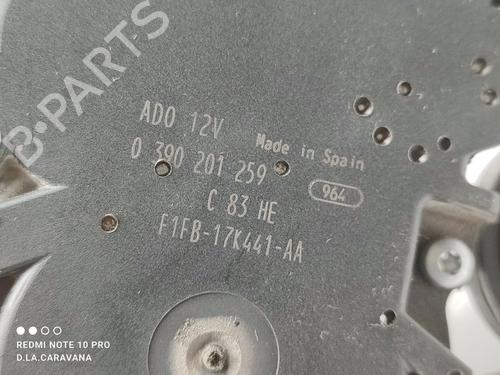 B-PARTS
ADO 12V
Made in Spain
0 390 201 259
964
C 83 HE
F1FB-17K441-AA
REDMI NOTE 10 PRO
D.LA.CARAVANA